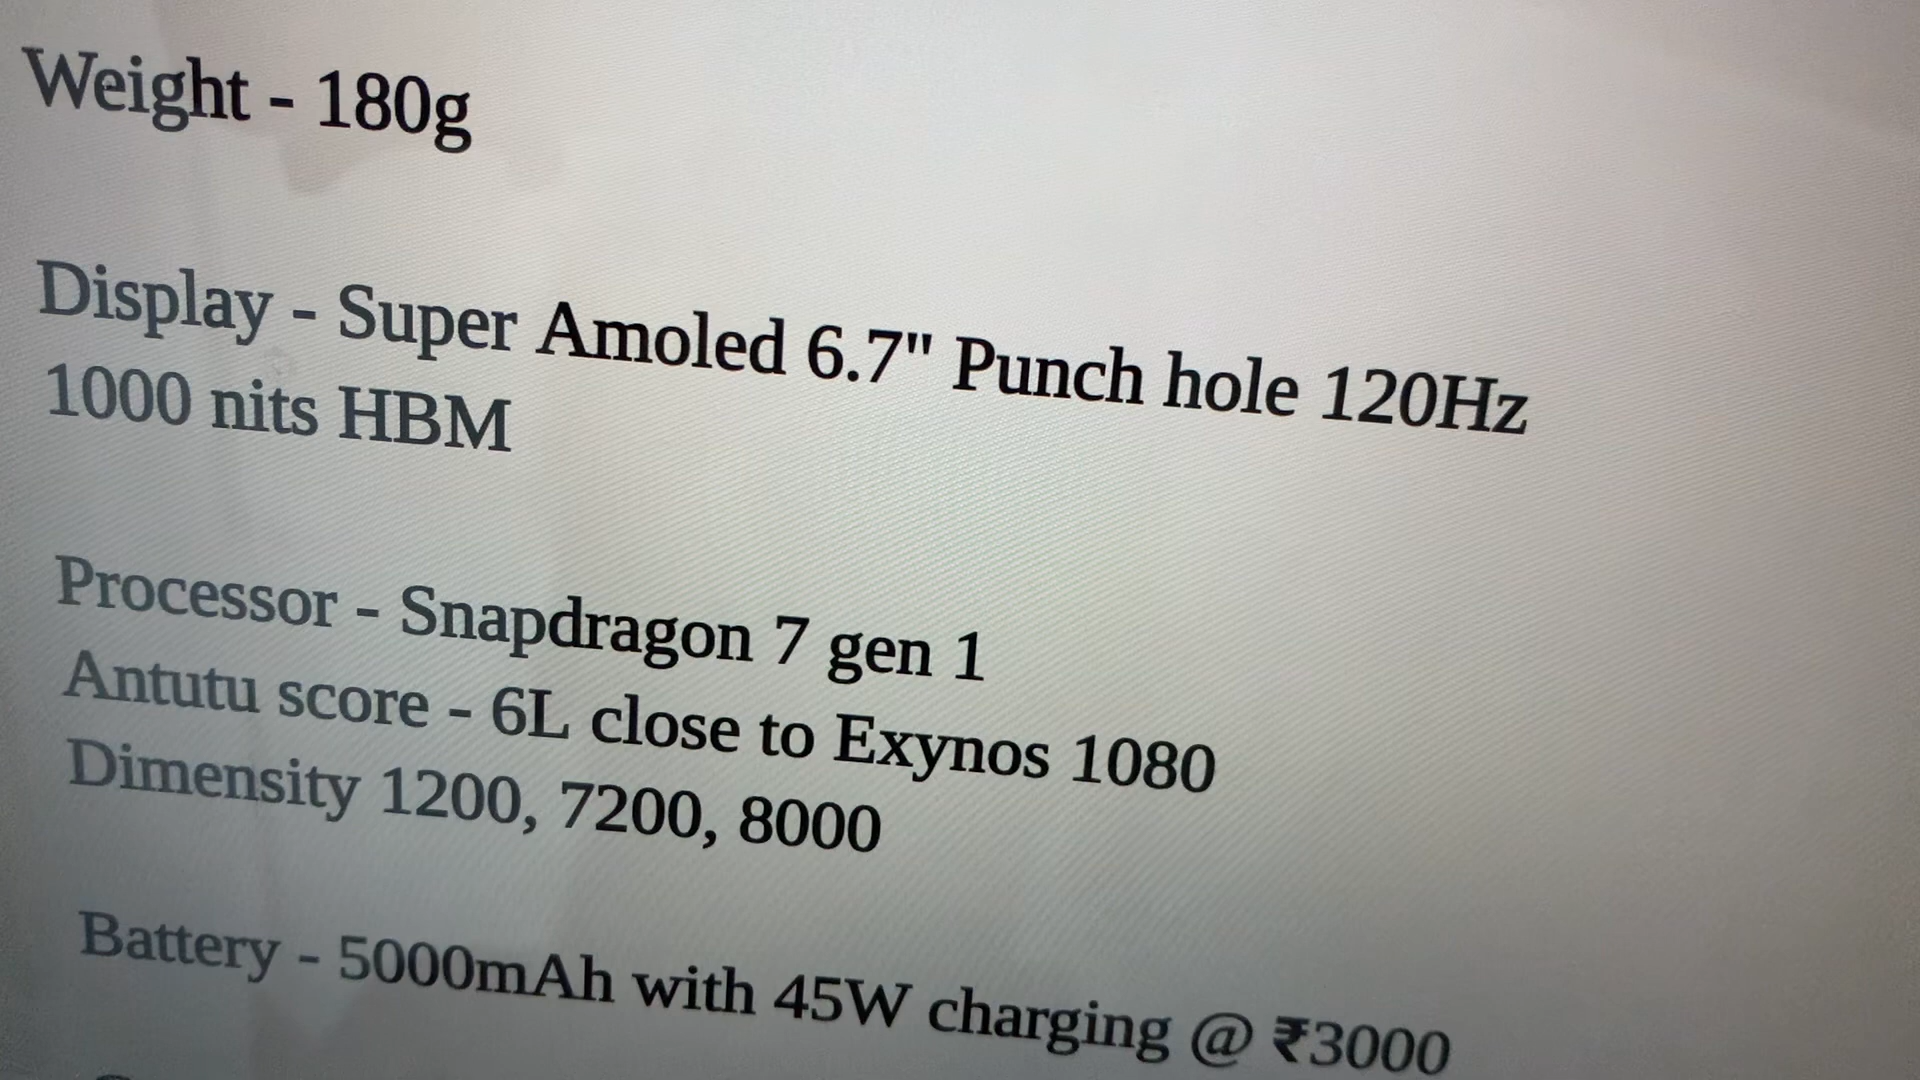 Weight - 180g
Display - Super Amoled 6.7" Punch hole 120Hz
1000 nits HBM
Processor - Snapdragon 7 gen 1
Antutu score - 6L close to Exynos 1080
Dimensity 1200, 7200, 8000
Battery - 5000mAh with 45W charging @ ₹3000